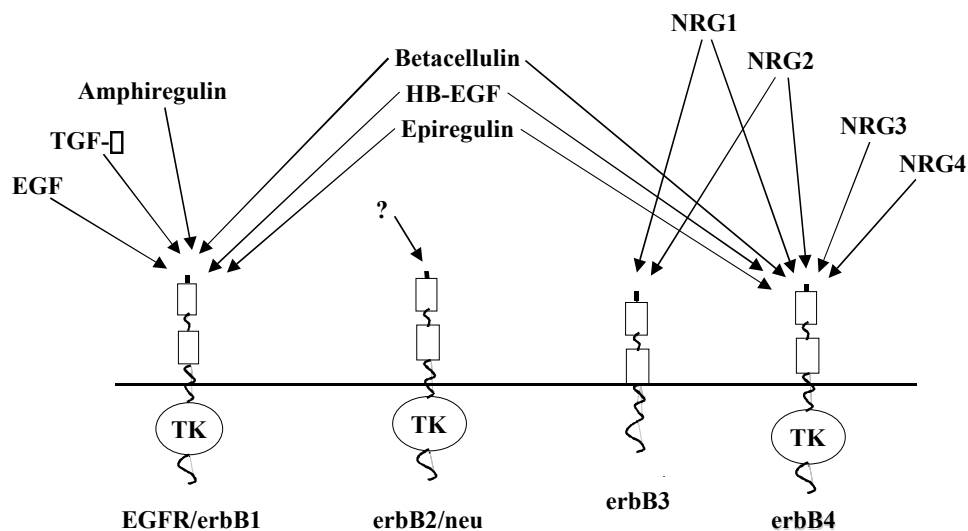 NRG1
NRG2
Betacellulin
HB-EGF
Epiregulin
Amphiregulin
TGF-▯
EGF
NRG3
NRG4
?
TK
TK
TK
EGFR/erbB1
erbB2/neu
erbB3
erbB4